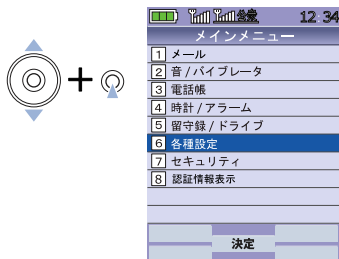 12:34
メインメニュー
1 メール
2 音/バイブレータ
3 電話帳
4 時計/アラーム
5 留守録/ドライブ
6 各種設定
7 セキュリティ
8 認証情報表示
決定